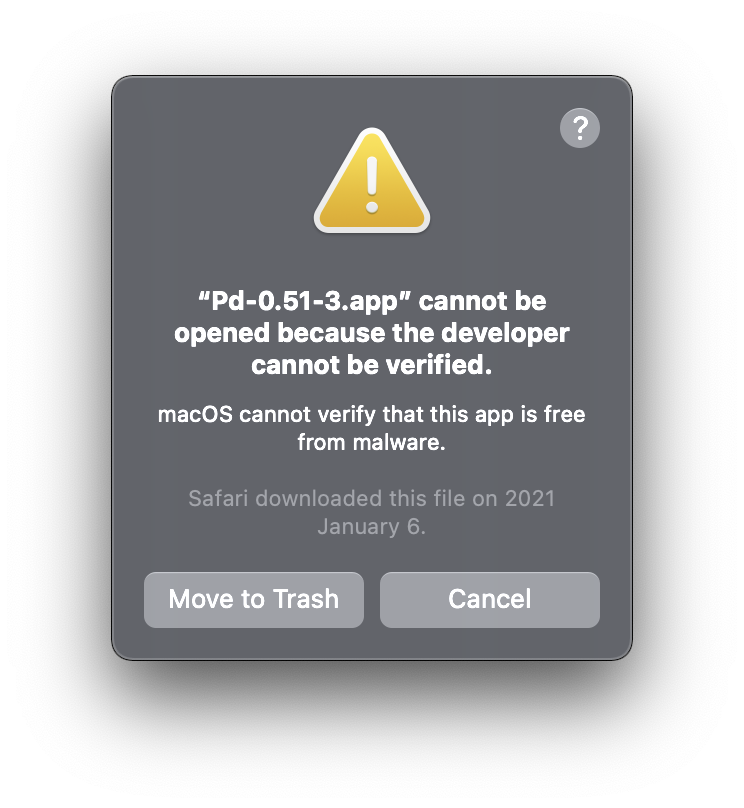 ?
“Pd-0.51-3.app” cannot be
opened because the developer
cannot be verified.
macOS cannot verify that this app is free
from malware.
Safari downloaded this file on 2021
January 6.
Move to Trash
Cancel